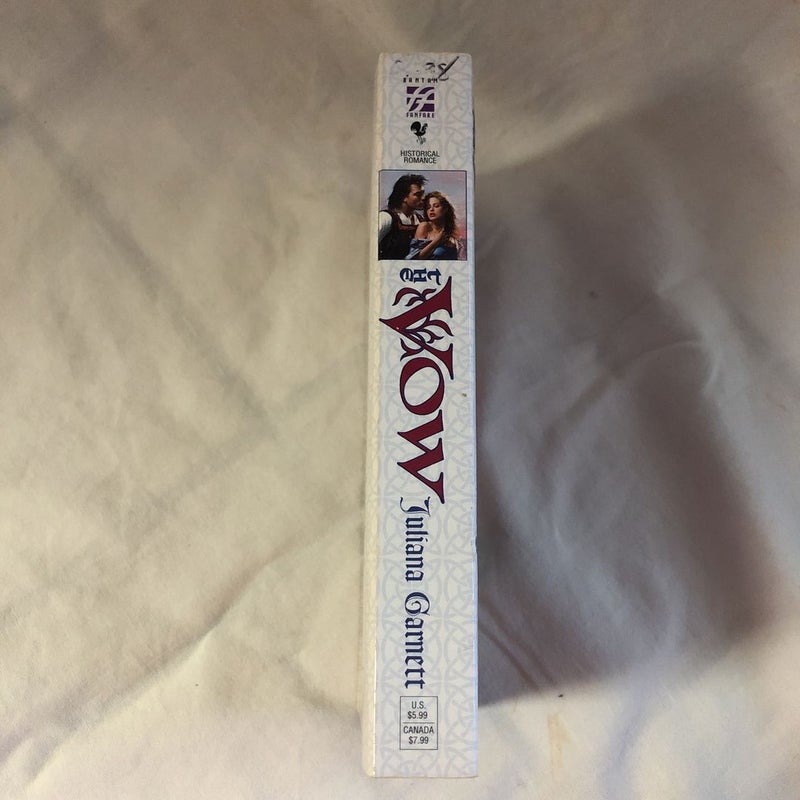 BANTAM
FANFARE
HISTORICAL
ROMANCE
the
VOW
Juliana Garnett
U.S.
$5.99
CANADA
$7.99